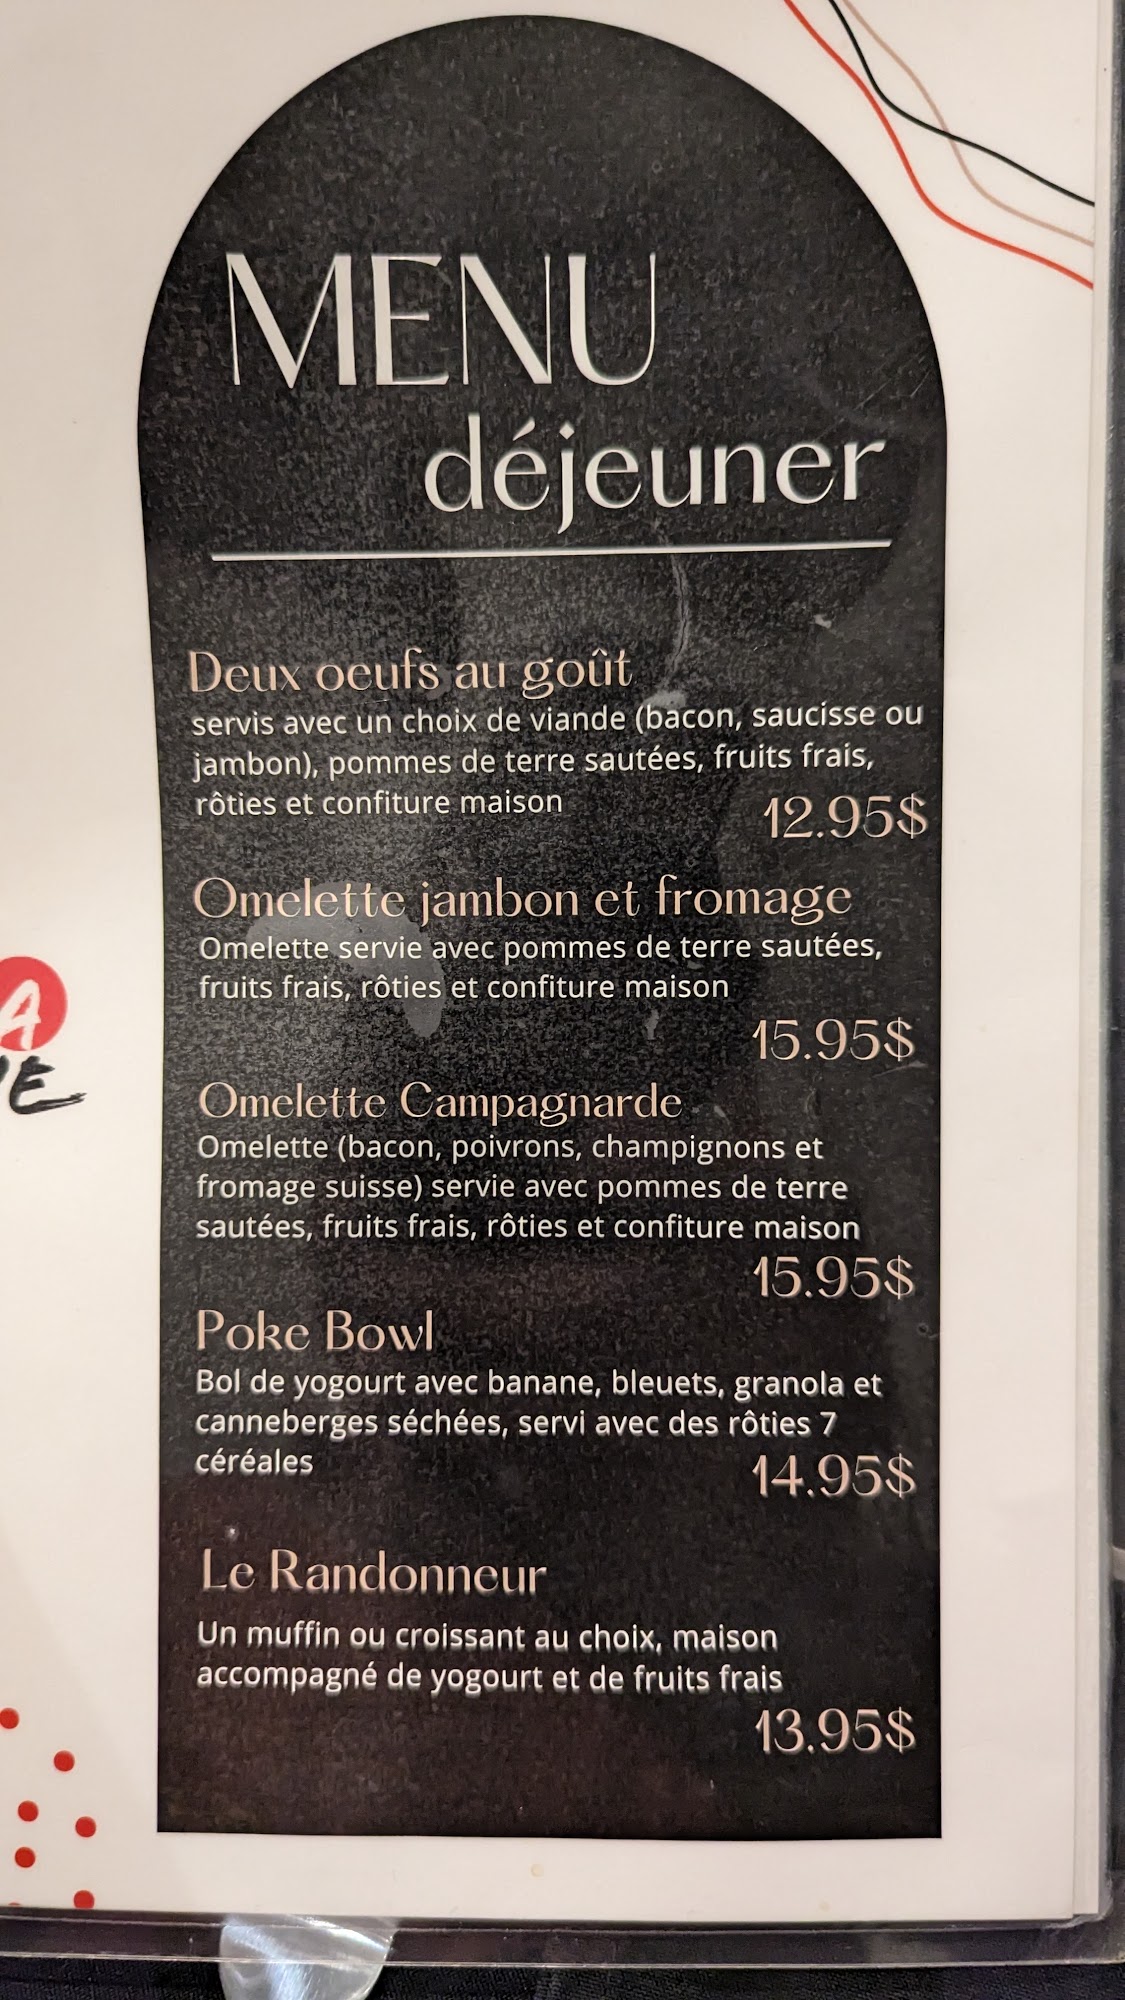 MENU
déjeuner
Deux oeufs au goût
servis avec un choix de viande (bacon, saucisse ou
jambon), pommes de terre sautées, fruits frais,
rôties et confiture maison
12.95$
Omelette jambon et fromage
Omelette servie avec pommes de terre sautées,
fruits frais, rôties et confiture maison
15.95$
A
E
Omelette Campagnarde
Omelette (bacon, poivrons, champignons et
fromage suisse) servie avec pommes de terre
sautées, fruits frais, rôties et confiture maison
15.95$
Poke Bowl
Bol de yogourt avec banane, bleuets, granola et
canneberges séchées, servi avec des rôties 7
céréales
14.95$
Le Randonneur
Un muffin ou croissant au choix, maison
accompagné de yogourt et de fruits frais
13.95$